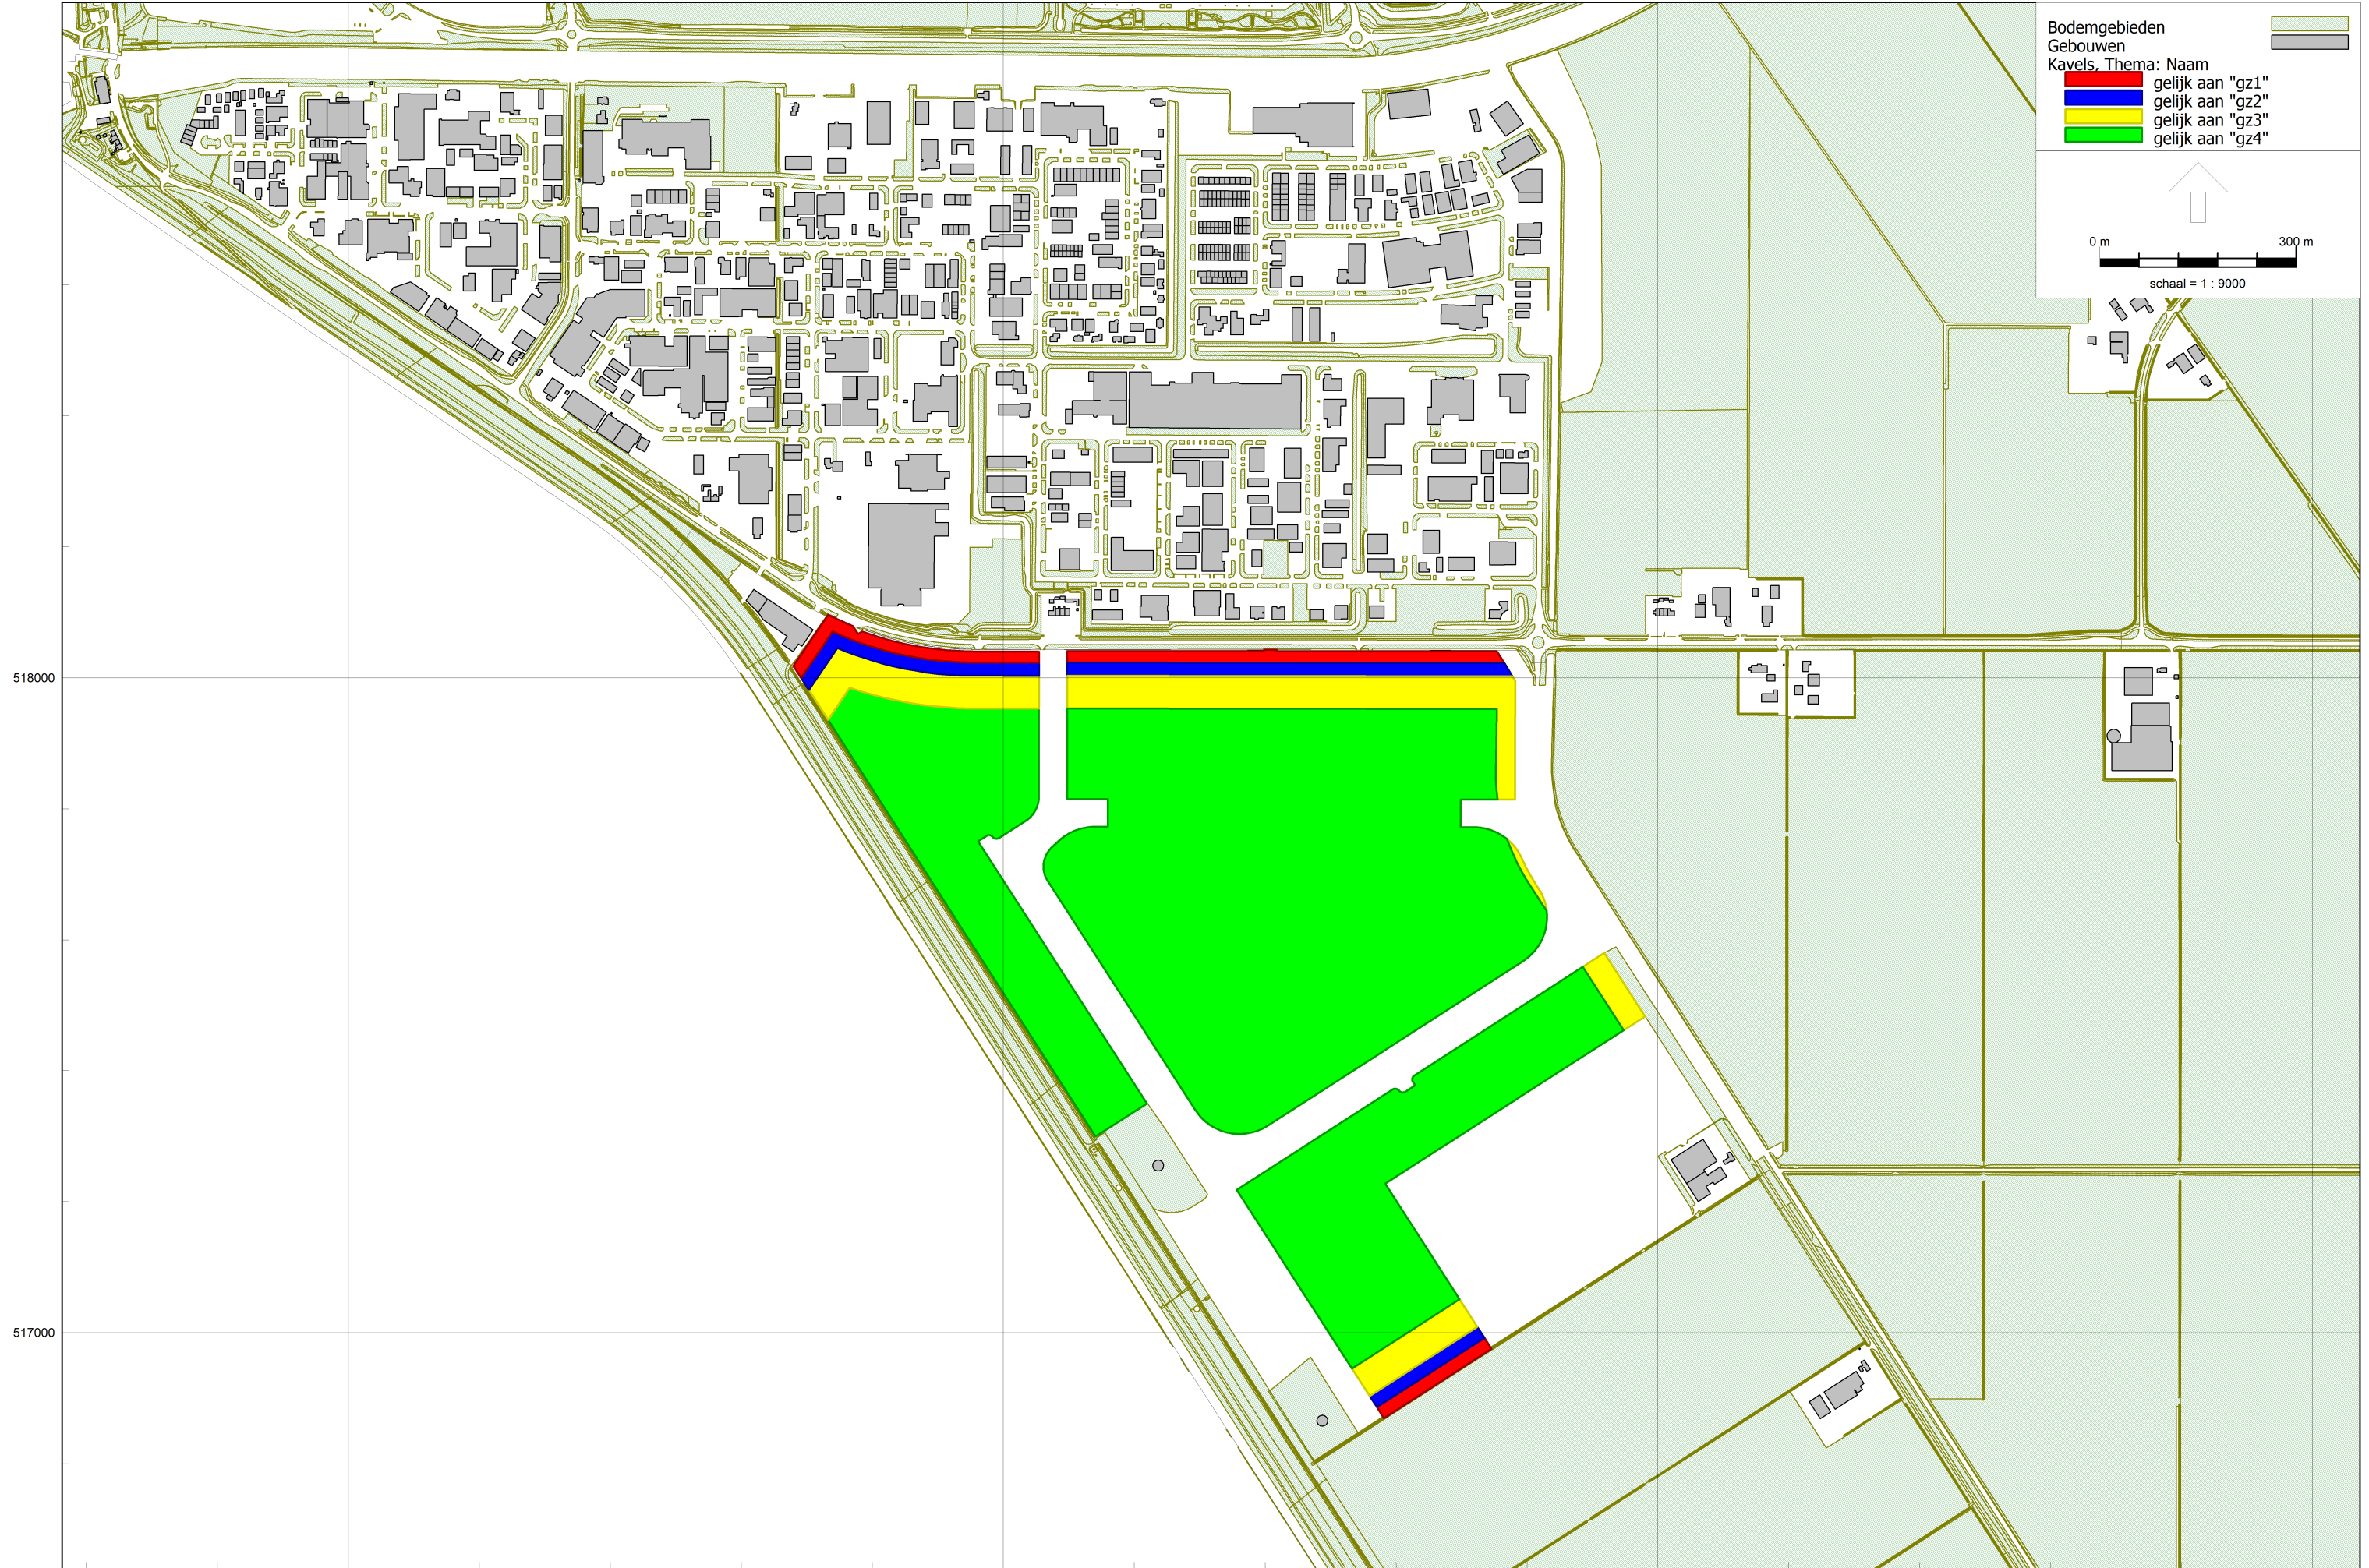 Bodemgebieden
Gebouwen
Kavels, Thema: Naam
gelijk aan "gz1"
gelijk aan "gz2"
gelijk aan "gz3"
gelijk aan "gz4"
0 m 300 m
schaal = 1 : 9000
518000
517000